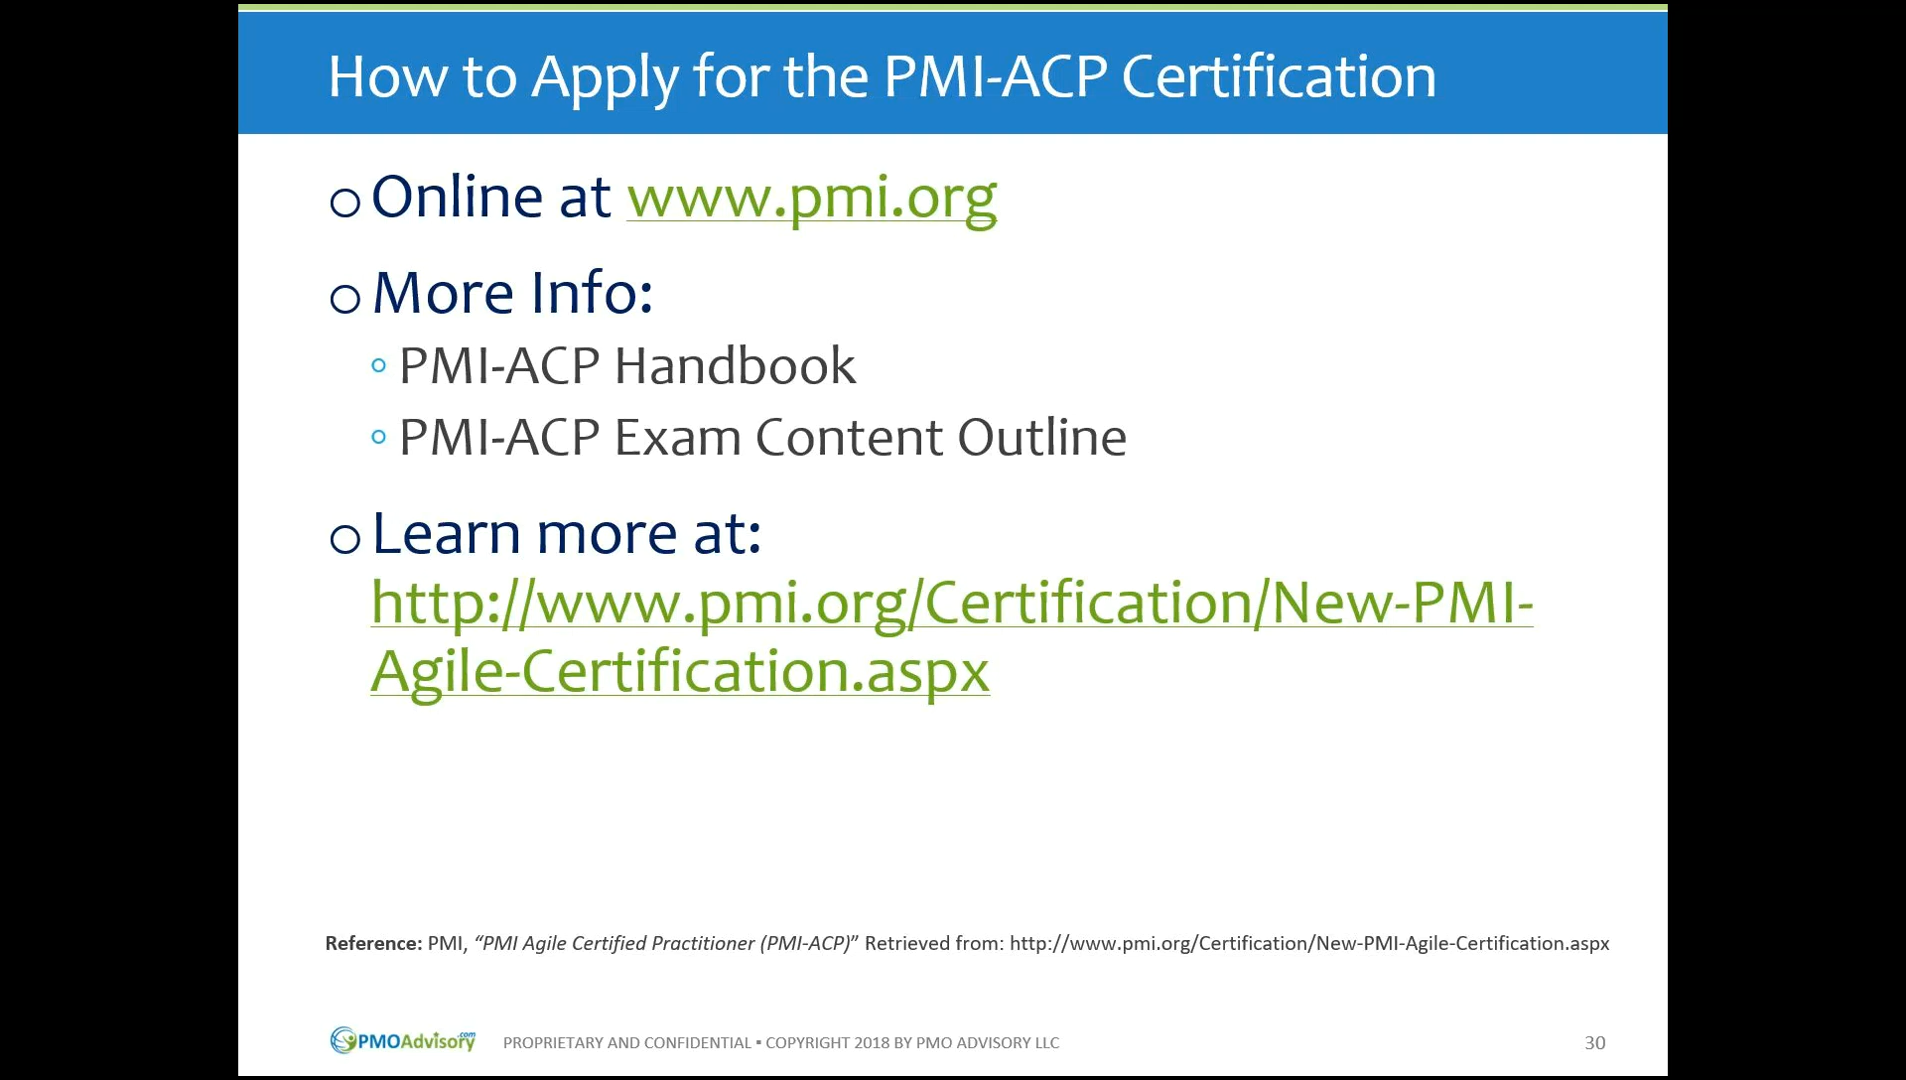 How to Apply for the PMI-ACP Certification
o Online at www.pmi.org
o More Info:
◦ PMI-ACP Handbook
◦ PMI-ACP Exam Content Outline
o Learn more at:
http://www.pmi.org/Certification/New-PMI-
Agile-Certification.aspx
Reference: PMI, “PMI Agile Certified Practitioner (PMI-ACP)” Retrieved from: http://www.pmi.org/Certification/New-PMI-Agile-Certification.aspx
PMOAdvisory.com PROPRIETARY AND CONFIDENTIAL ▪ COPYRIGHT 2018 BY PMO ADVISORY LLC 30